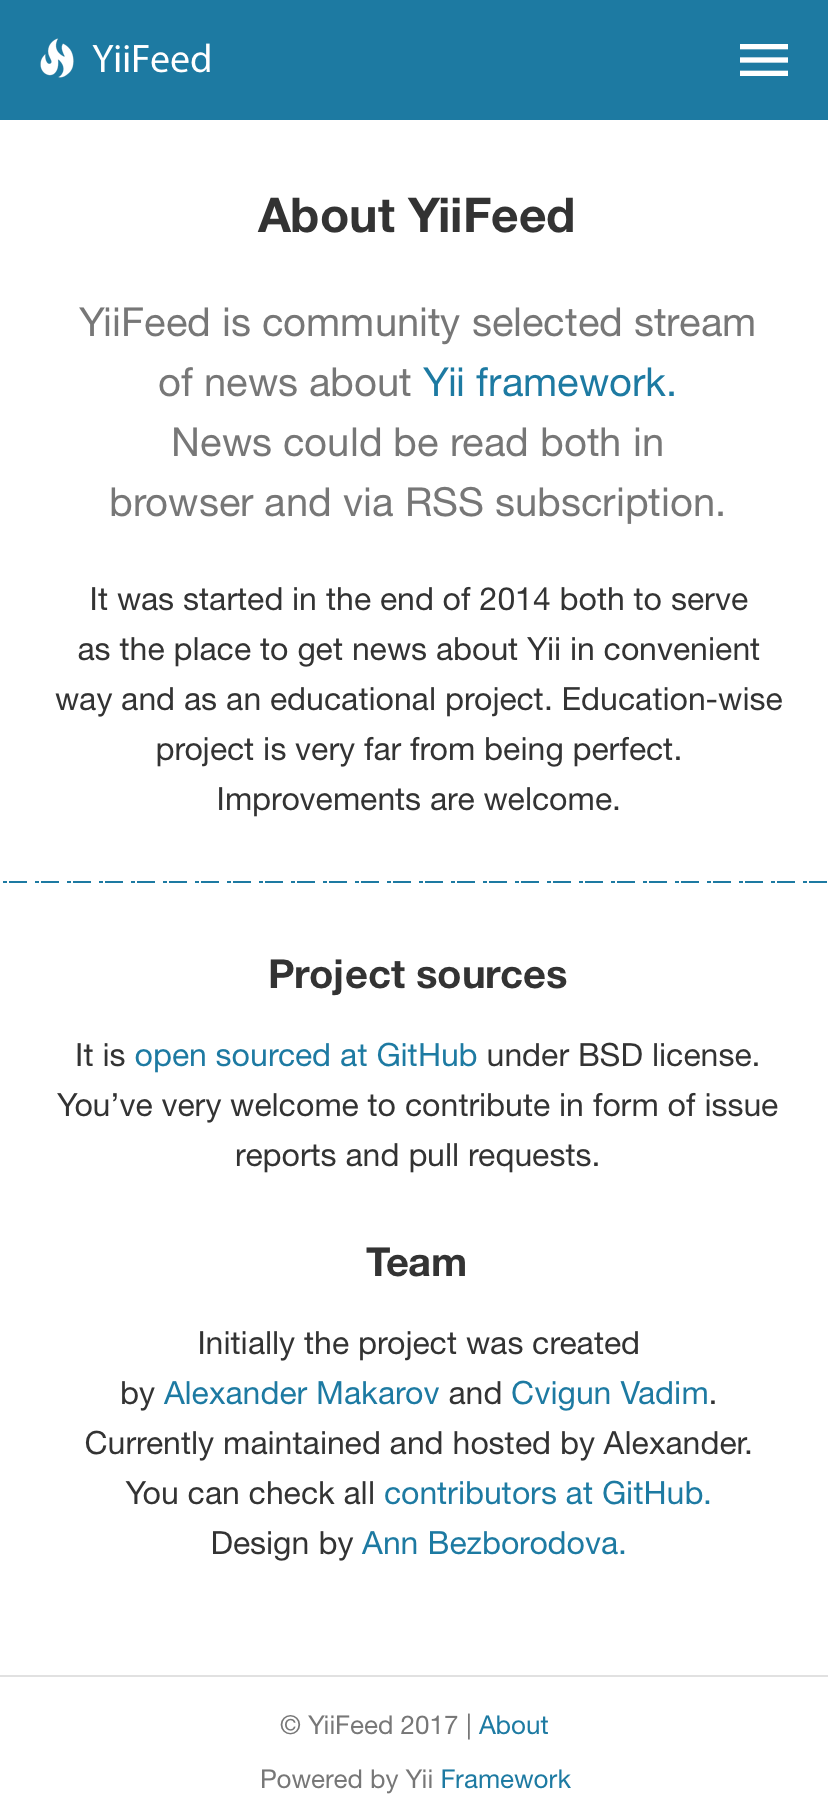 YiiFeed
About YiiFeed
YiiFeed is community selected stream
of news about Yii framework.
News could be read both in
browser and via RSS subscription.
It was started in the end of 2014 both to serve
as the place to get news about Yii in convenient
way and as an educational project. Education-wise
project is very far from being perfect.
Improvements are welcome.
Project sources
It is open sourced at GitHub under BSD license.
You’ve very welcome to contribute in form of issue
reports and pull requests.
Team
Initially the project was created
by Alexander Makarov and Cvigun Vadim.
Currently maintained and hosted by Alexander.
You can check all contributors at GitHub.
Design by Ann Bezborodova.
© YiiFeed 2017 | About
Powered by Yii Framework